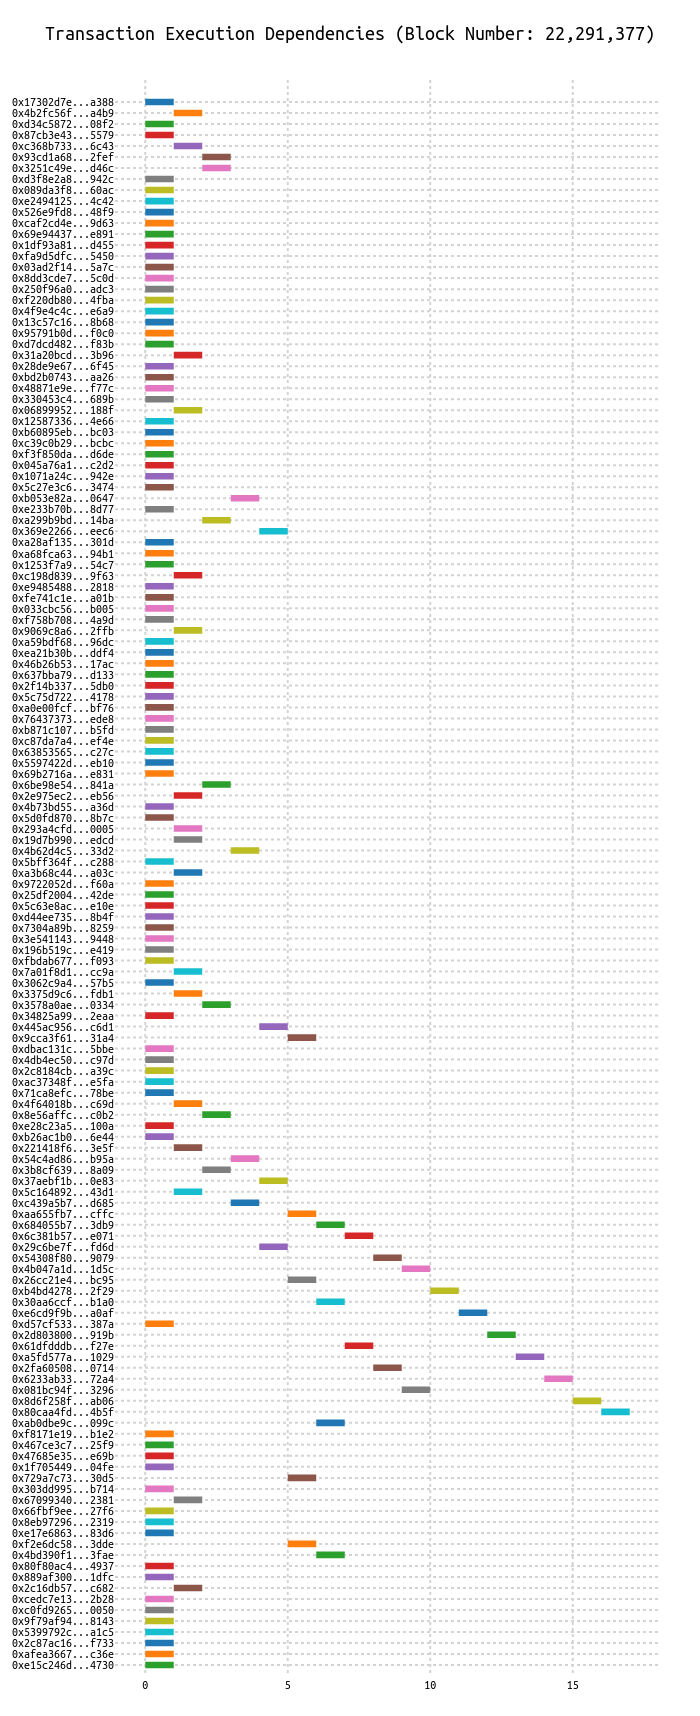 Transaction Execution Dependencies (Block Number: 22,291,377)
0x17302d7e...a388
0x4b2fc56f...a4b9
0xd34c5872...08f2
0x87cb3e43...5579
0xc368b733...6c43
0x93cd1a68...2fef
0x3251c49e...d46c
0xd3f8e2a8...942c
0x089da3f8...60ac
0xe2494125...4c42
0x526e9fd8...48f9
0xcaf2cd4e...9d63
0x69e94437...e891
0x1df93a81...d455
0xfa9d5dfc...5450
0x03ad2f14...5a7c
0x8dd3cde7...5c0d
0x250f96a0...adc3
0xf220db80...4fba
0x4f9e4c4c...e6a9
0x13c57c16...8b68
0x95791b0d...f0c0
0xd7dcd482...f83b
0x31a20bcd...3b96
0x28de9e67...6f45
0xbd2b0743...aa26
0x48871e9e...f77c
0x330453c4...689b
0x06899952...188f
0x12587336...4e66
0xb60895eb...bc03
0xc39c0b29...bcbc
0xf3f850da...d6de
0x045a76a1...c2d2
0x1071a24c...942e
0x5c27e3c6...3474
0xb053e82a...0647
0xe233b70b...8d77
0xa299b9bd...14ba
0x369e2266...eec6
0xa28af135...301d
0xa68fca63...94b1
0x1253f7a9...54c7
0xc198d839...9f63
0xe9485488...2818
0xfe741c1e...a01b
0x033cbc56...b005
0xf758b708...4a9d
0x9069c8a6...2ffb
0xa59bdf68...96dc
0xea21b30b...ddf4
0x46b26b53...17ac
0x637bba79...d133
0x2f14b337...5db0
0x5c75d722...4178
0xa0e00fcf...bf76
0x76437373...ede8
0xb871c107...b5fd
0xc87da7a4...ef4e
0x63853565...c27c
0x5597422d...eb10
0x69b2716a...e831
0x6be98e54...841a
0x2e975ec2...eb56
0x4b73bd55...a36d
0x5d0fd870...8b7c
0x293a4cfd...0005
0x19d7b990...edcd
0x4b62d4c5...33d2
0x5bff364f...c288
0xa3b68c44...a03c
0x9722052d...f60a
0x25df2004...42de
0x5c63e8ac...e10e
0xd44ee735...8b4f
0x7304a89b...8259
0x3e541143...9448
0x196b519c...e419
0xfbdab677...f093
0x7a01f8d1...cc9a
0x3062c9a4...57b5
0x3375d9c6...fdb1
0x3578a0ae...0334
0x34825a99...2eaa
0x445ac956...c6d1
0x9cca3f61...31a4
0xdbac131c...5bbe
0x4db4ec50...c97d
0x2c8184cb...a39c
0xac37348f...e5fa
0x71ca8efc...78be
0x4f64018b...c69d
0x8e56affc...c0b2
0xe28c23a5...100a
0xb26ac1b0...6e44
0x221418f6...3e5f
0x54c4ad86...b95a
0x3b8cf639...8a09
0x37aebf1b...0e83
0x5c164892...43d1
0xc439a5b7...d685
0xaa655fb7...cffc
0x684055b7...3db9
0x6c381b57...e071
0x29c6be7f...fd6d
0x54308f80...9079
0x4b047a1d...1d5c
0x26cc21e4...bc95
0xb4bd4278...2f29
0x30aa6ccf...b1a0
0xe6cd9f9b...a0af
0xd57cf533...387a
0x2d803800...919b
0x61dfdddb...f27e
0xa5fd577a...1029
0x2fa60508...0714
0x6233ab33...72a4
0x081bc94f...3296
0x8d6f258f...ab06
0x80caa4fd...4b5f
0xab0dbe9c...099c
0xf8171e19...b1e2
0x467ce3c7...25f9
0x47685e35...e69b
0x1f705449...04fe
0x729a7c73...30d5
0x303dd995...b714
0x67099340...2381
0x66fbf9ee...27f6
0x8eb97296...2319
0xe17e6863...83d6
0xf2e6dc58...3dde
0x4bd390f1...3fae
0x80f80ac4...4937
0x889af300...1dfc
0x2c16db57...c682
0xcedc7e13...2b28
0xc0fd9265...0050
0x9f79af94...8143
0x5399792c...a1c5
0x2c87ac16...f733
0xafea3667...c36e
0xe15c246d...4730
0 5 10 15